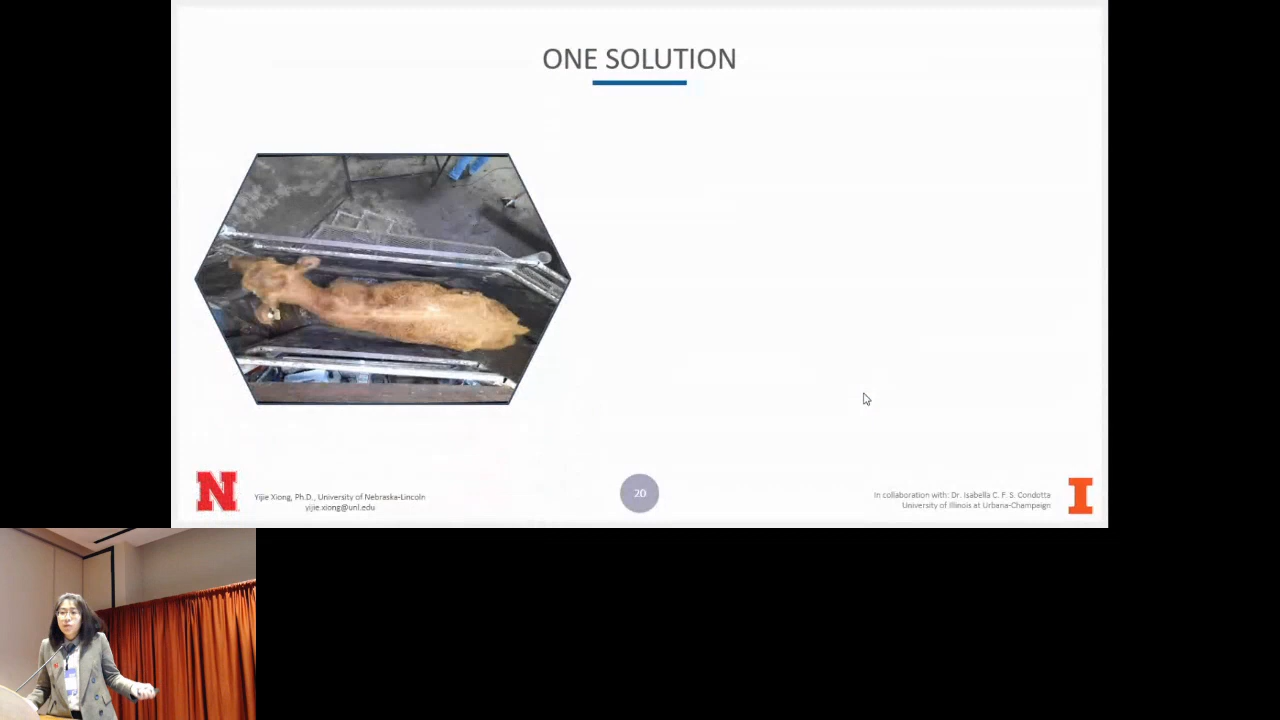 ONE SOLUTION
N
Yijie Xiong, Ph.D., University of Nebraska-Lincoln
yijie.xiong@unl.edu
20
In collaboration with: Dr. Isabella C. F. S. Condotta
University of Illinois at Urbana-Champaign
I